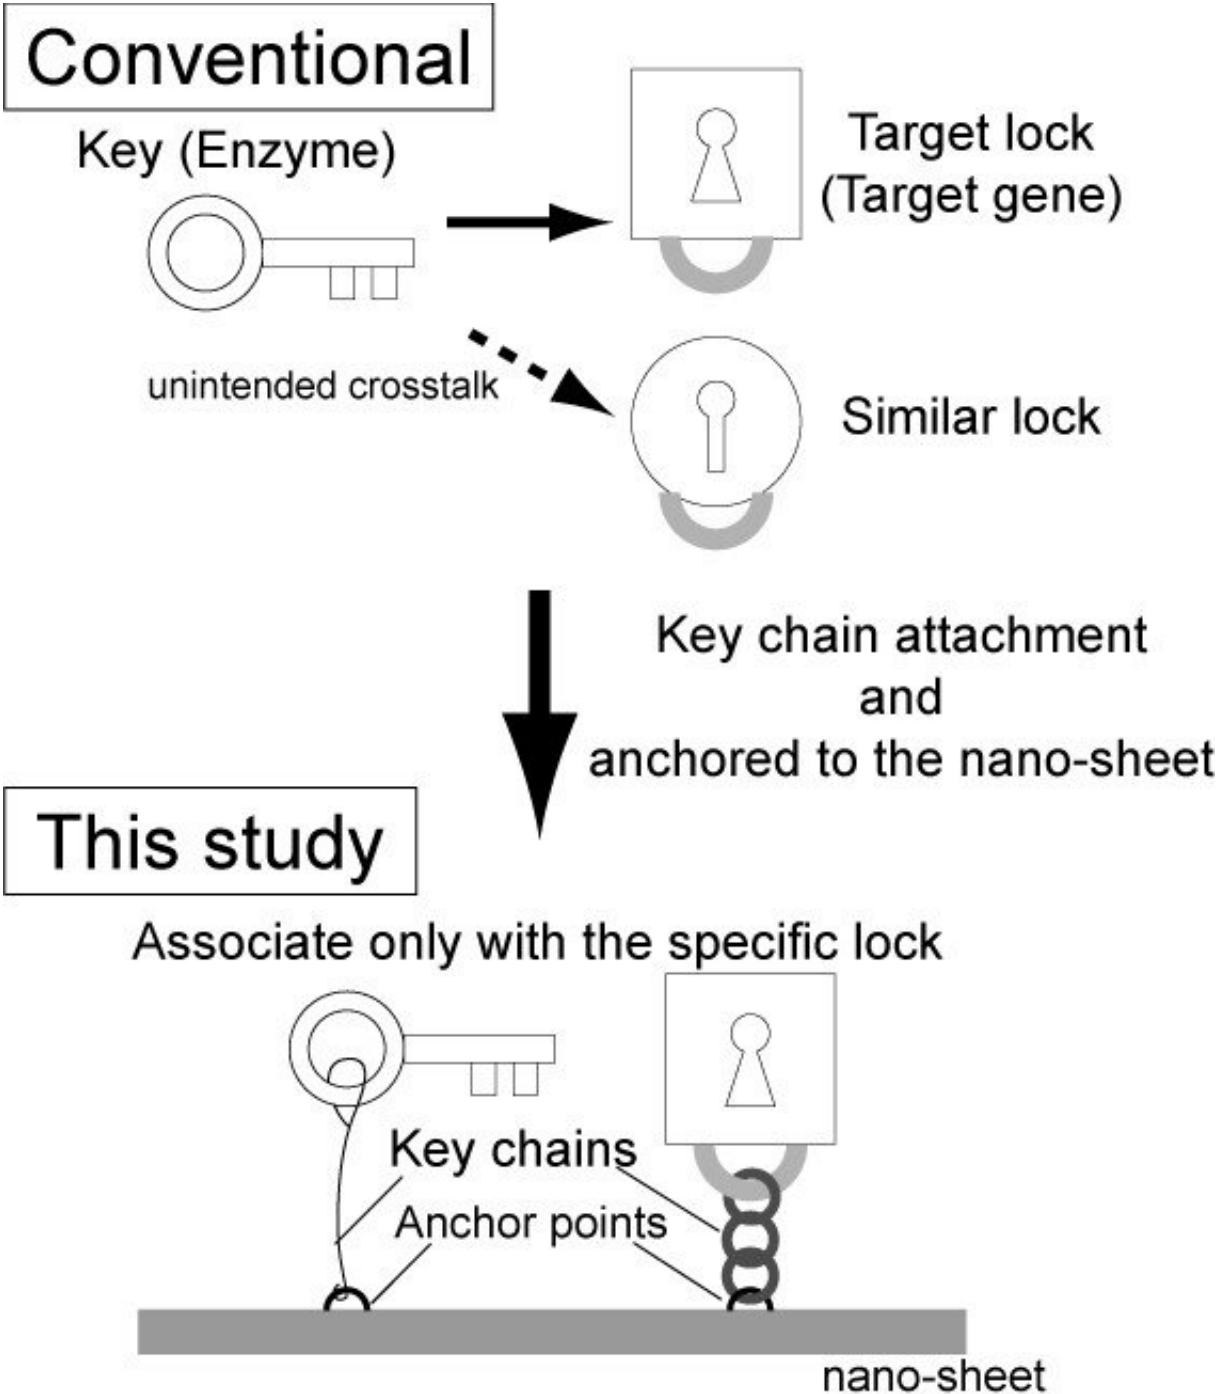 Conventional
Key (Enzyme)
Target lock
(Target gene)
unintended crosstalk
Similar lock
Key chain attachment
and
anchored to the nano-sheet
This study
Associate only with the specific lock
Key chains
Anchor points
nano-sheet